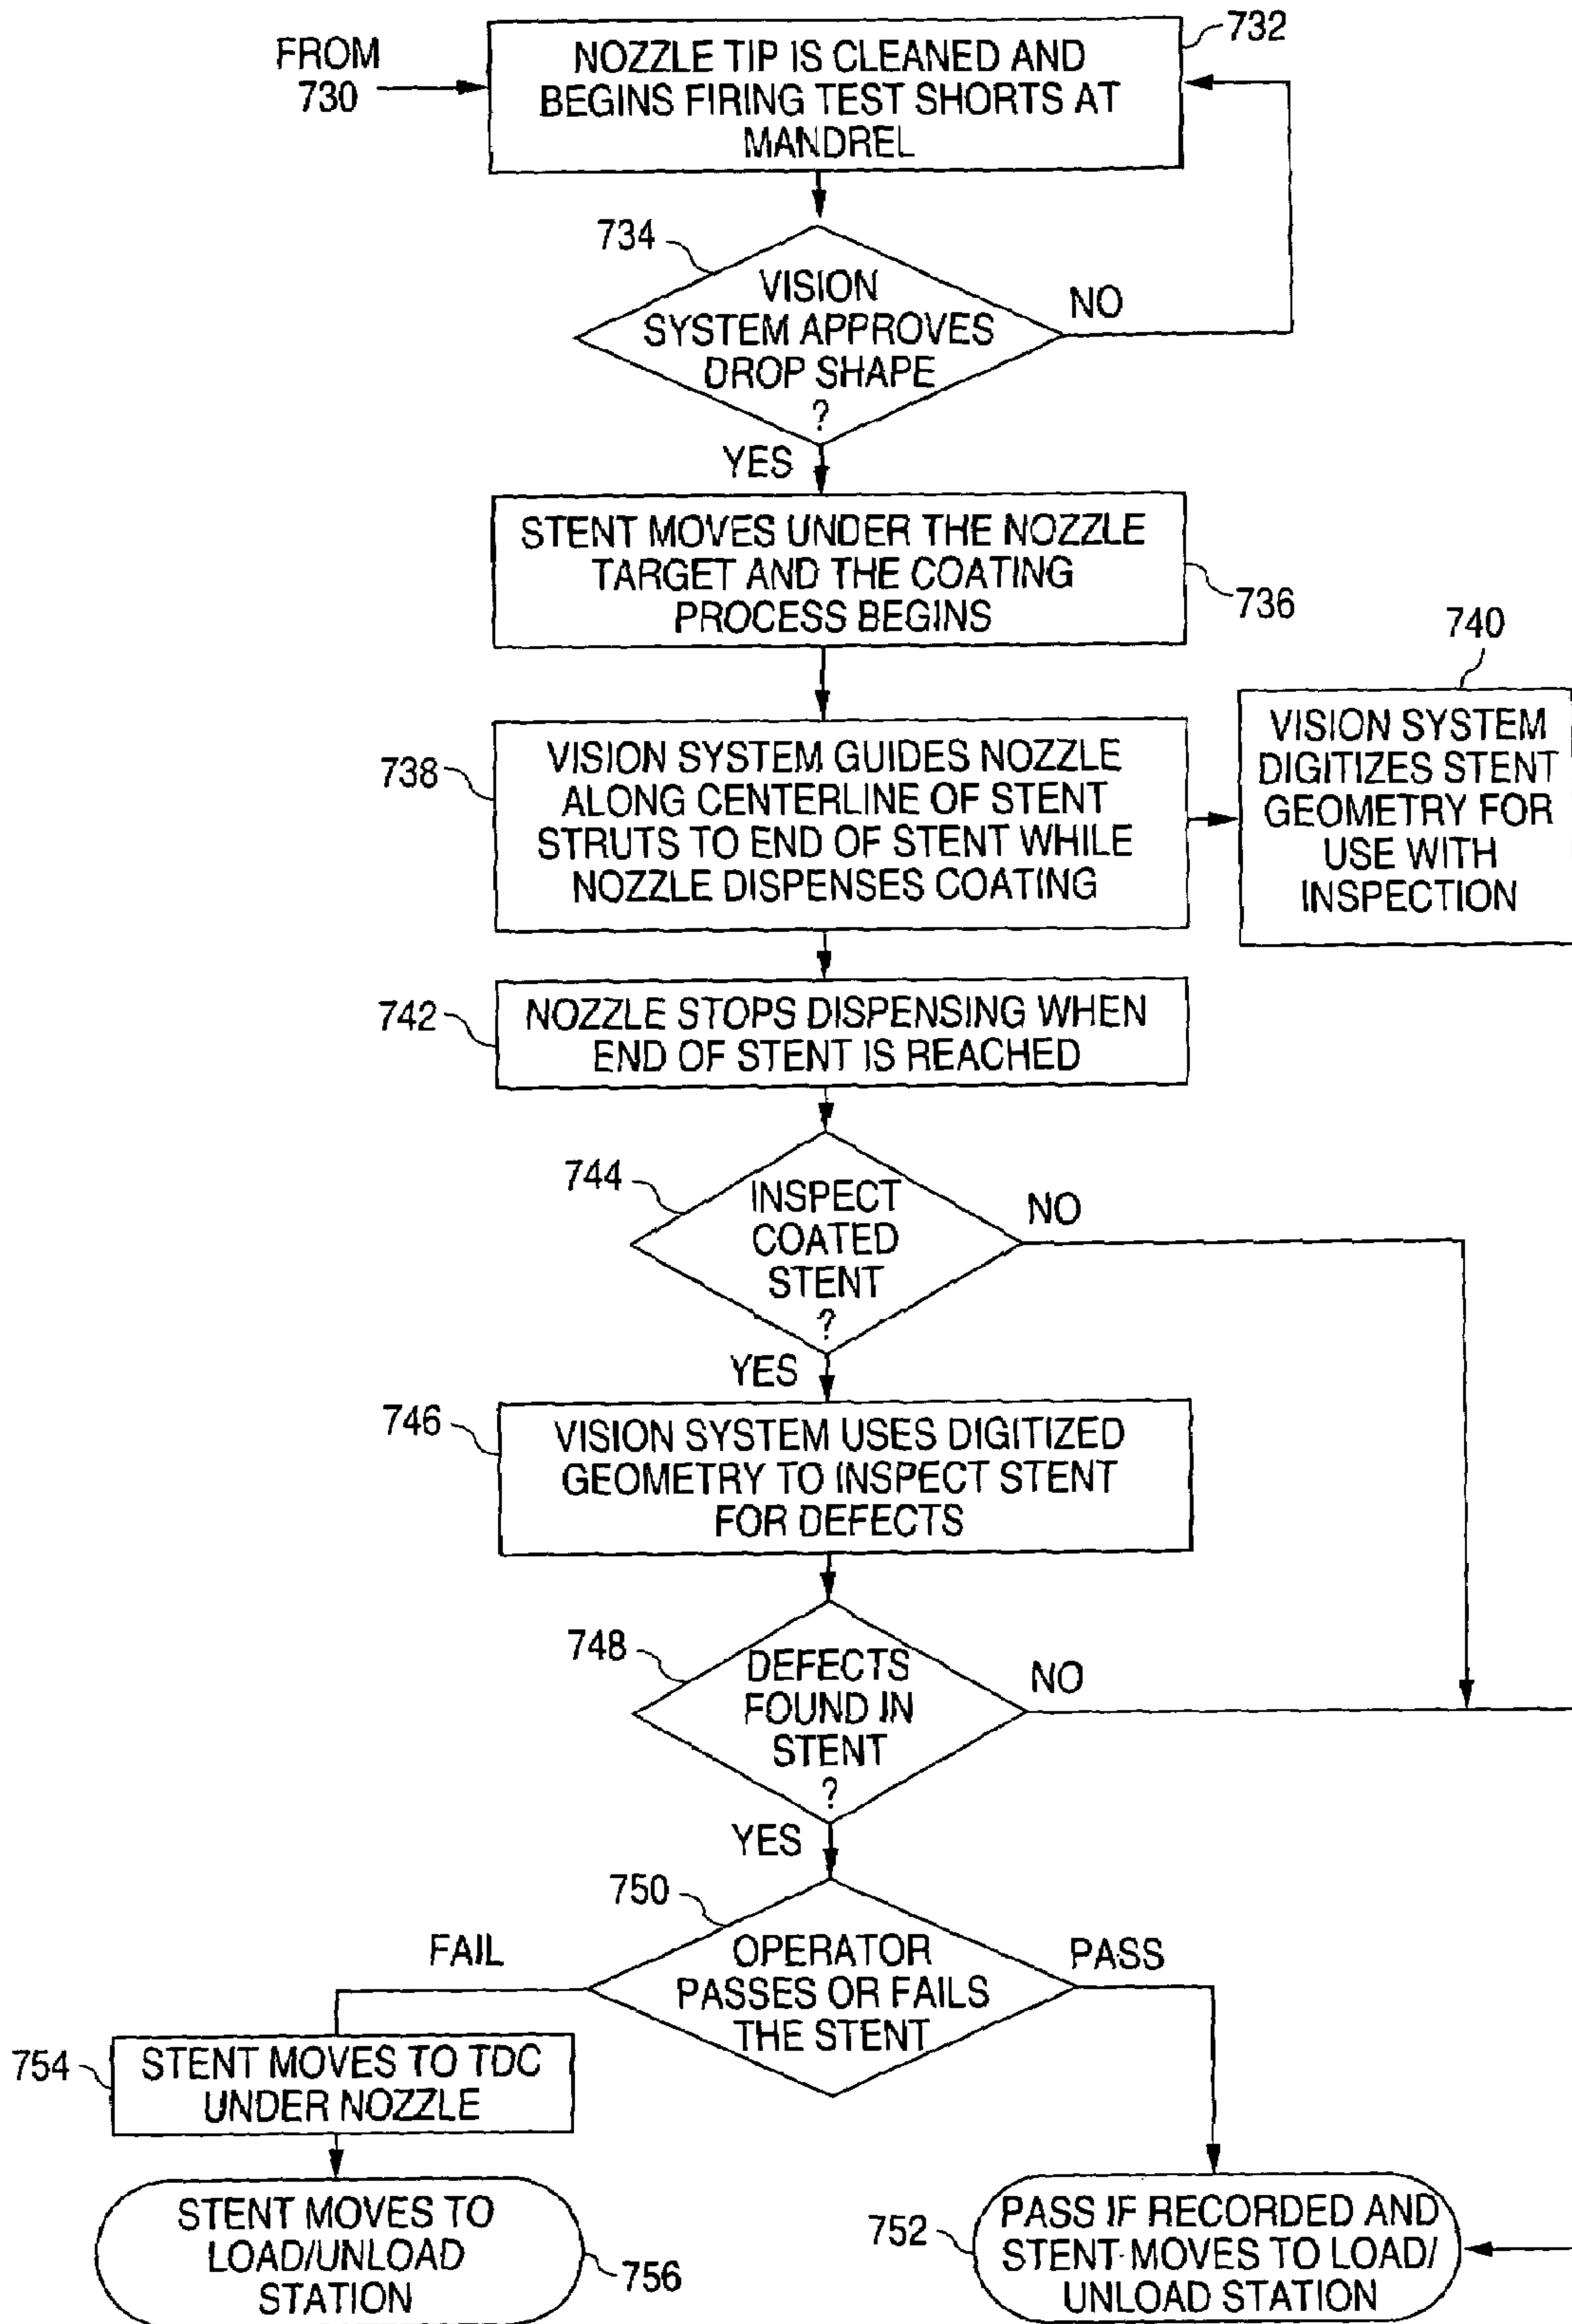 FROM
730
732
NOZZLE TIP IS CLEANED AND
BEGINS FIRING TEST SHORTS AT
MANDREL
734
VISION
SYSTEM APPROVES
DROP SHAPE
?
NO
YES
STENT MOVES UNDER THE NOZZLE
TARGET AND THE COATING
PROCESS BEGINS
736
738
VISION SYSTEM GUIDES NOZZLE
ALONG CENTERLINE OF STENT
STRUTS TO END OF STENT WHILE
NOZZLE DISPENSES COATING
740
VISION SYSTEM
DIGITIZES STENT
GEOMETRY FOR
USE WITH
INSPECTION
742
NOZZLE STOPS DISPENSING WHEN
END OF STENT IS REACHED
744
INSPECT
COATED
STENT
?
NO
YES
746
VISION SYSTEM USES DIGITIZED
GEOMETRY TO INSPECT STENT
FOR DEFECTS
748
DEFECTS
FOUND IN
STENT
?
NO
YES
750
OPERATOR
PASSES OR FAILS
THE STENT
FAIL
PASS
754
STENT MOVES TO TDC
UNDER NOZZLE
STENT MOVES TO
LOAD/UNLOAD
STATION
756
752
PASS IF RECORDED AND
STENT MOVES TO LOAD/
UNLOAD STATION